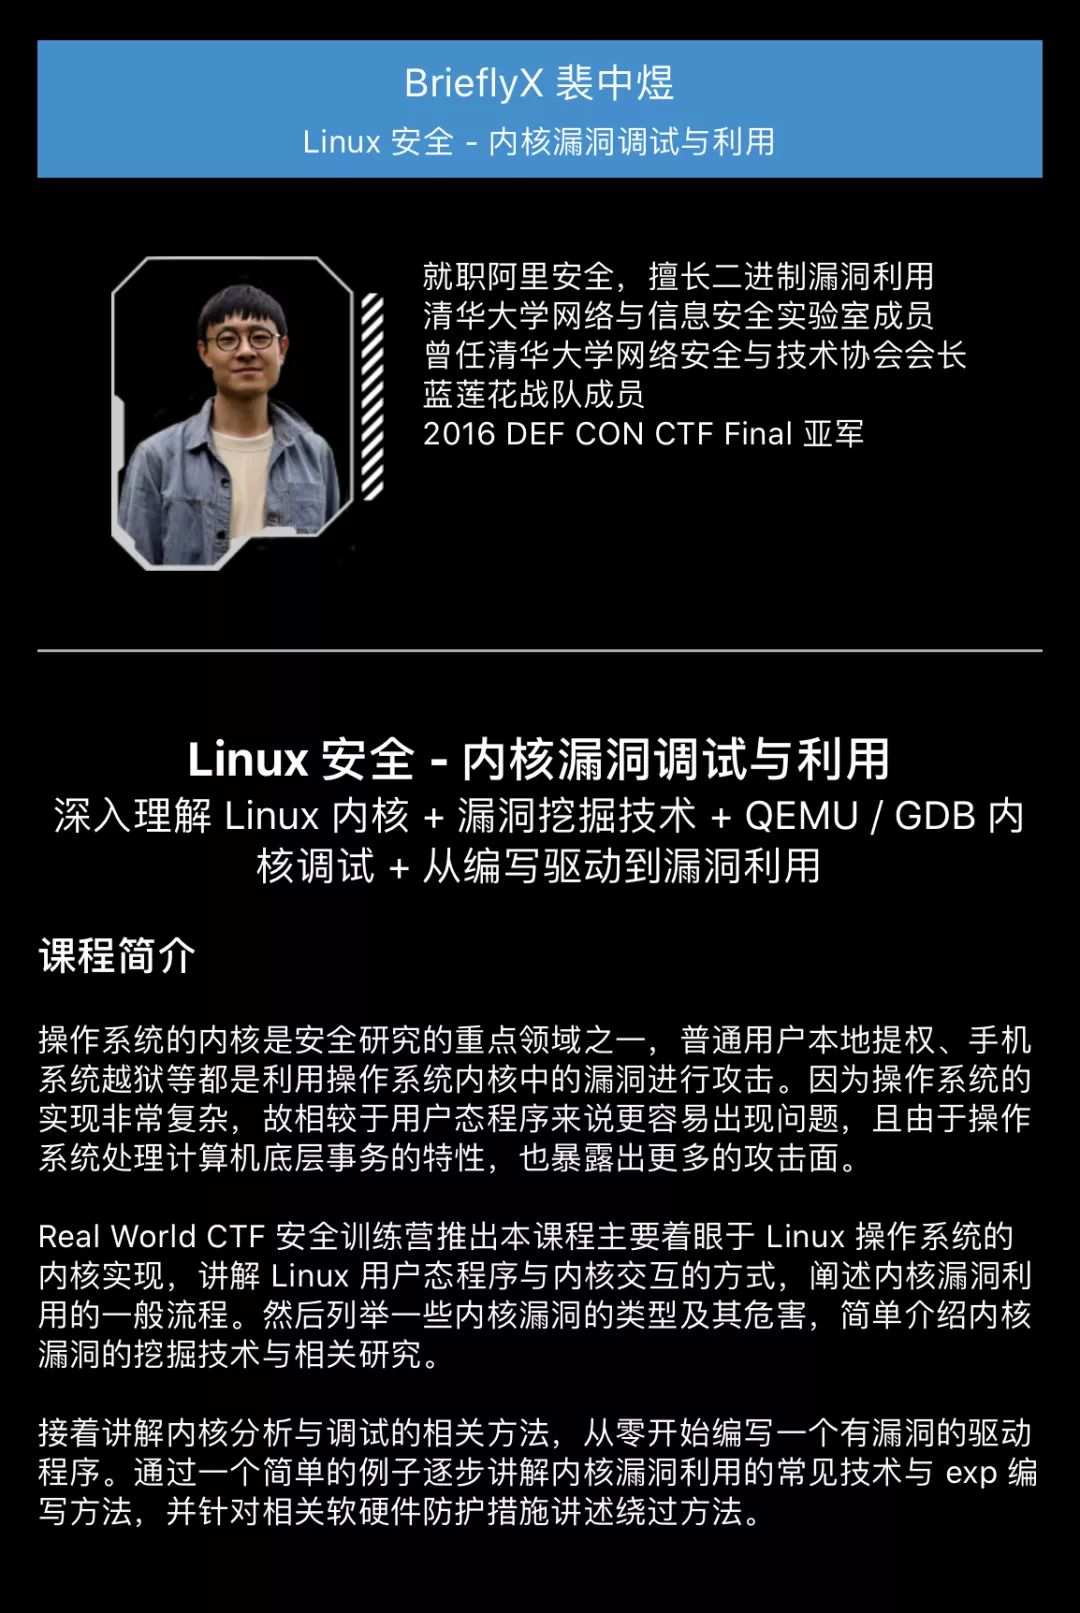 BrieflyX 裴中煜
Linux 安全 - 内核漏洞调试与利用
就职阿里安全，擅长二进制漏洞利用
清华大学网络与信息安全实验室成员
曾任清华大学网络安全与技术协会会长
蓝莲花战队成员
2016 DEF CON CTF Final 亚军
Linux 安全 - 内核漏洞调试与利用
深入理解 Linux 内核 + 漏洞挖掘技术 + QEMU / GDB 内
核调试 + 从编写驱动到漏洞利用
课程简介
操作系统的内核是安全研究的重点领域之一，普通用户本地提权、手机
系统越狱等都是利用操作系统内核中的漏洞进行攻击。因为操作系统的
实现非常复杂，故相较于用户态程序来说更容易出现问题，且由于操作
系统处理计算机底层事务的特性，也暴露出更多的攻击面。
Real World CTF 安全训练营推出本课程主要着眼于 Linux 操作系统的
内核实现，讲解 Linux 用户态程序与内核交互的方式，阐述内核漏洞利
用的一般流程。然后列举一些内核漏洞的类型及其危害，简单介绍内核
漏洞的挖掘技术与相关研究。
接着讲解内核分析与调试的相关方法，从零开始编写一个有漏洞的驱动
程序。通过一个简单的例子逐步讲解内核漏洞利用的常见技术与 exp 编
写方法，并针对相关软硬件防护措施讲述绕过方法。